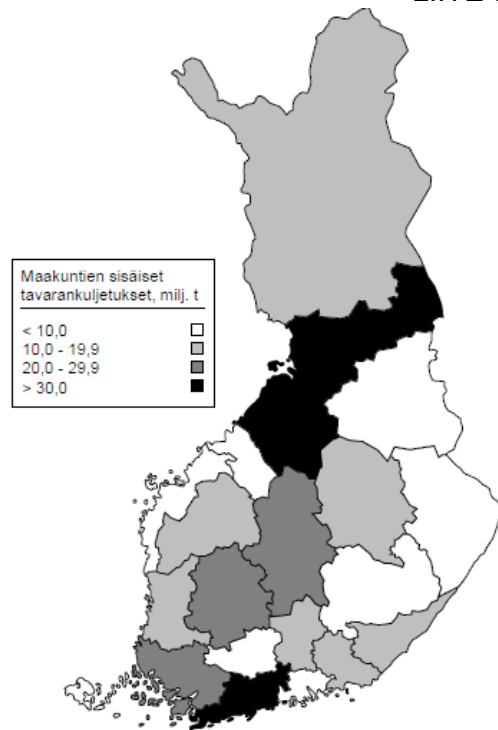 Maakuntien sisäiset
tavarankuljetukset, milj. t
< 10,0
10,0 - 19,9
20,0 - 29,9
> 30,0